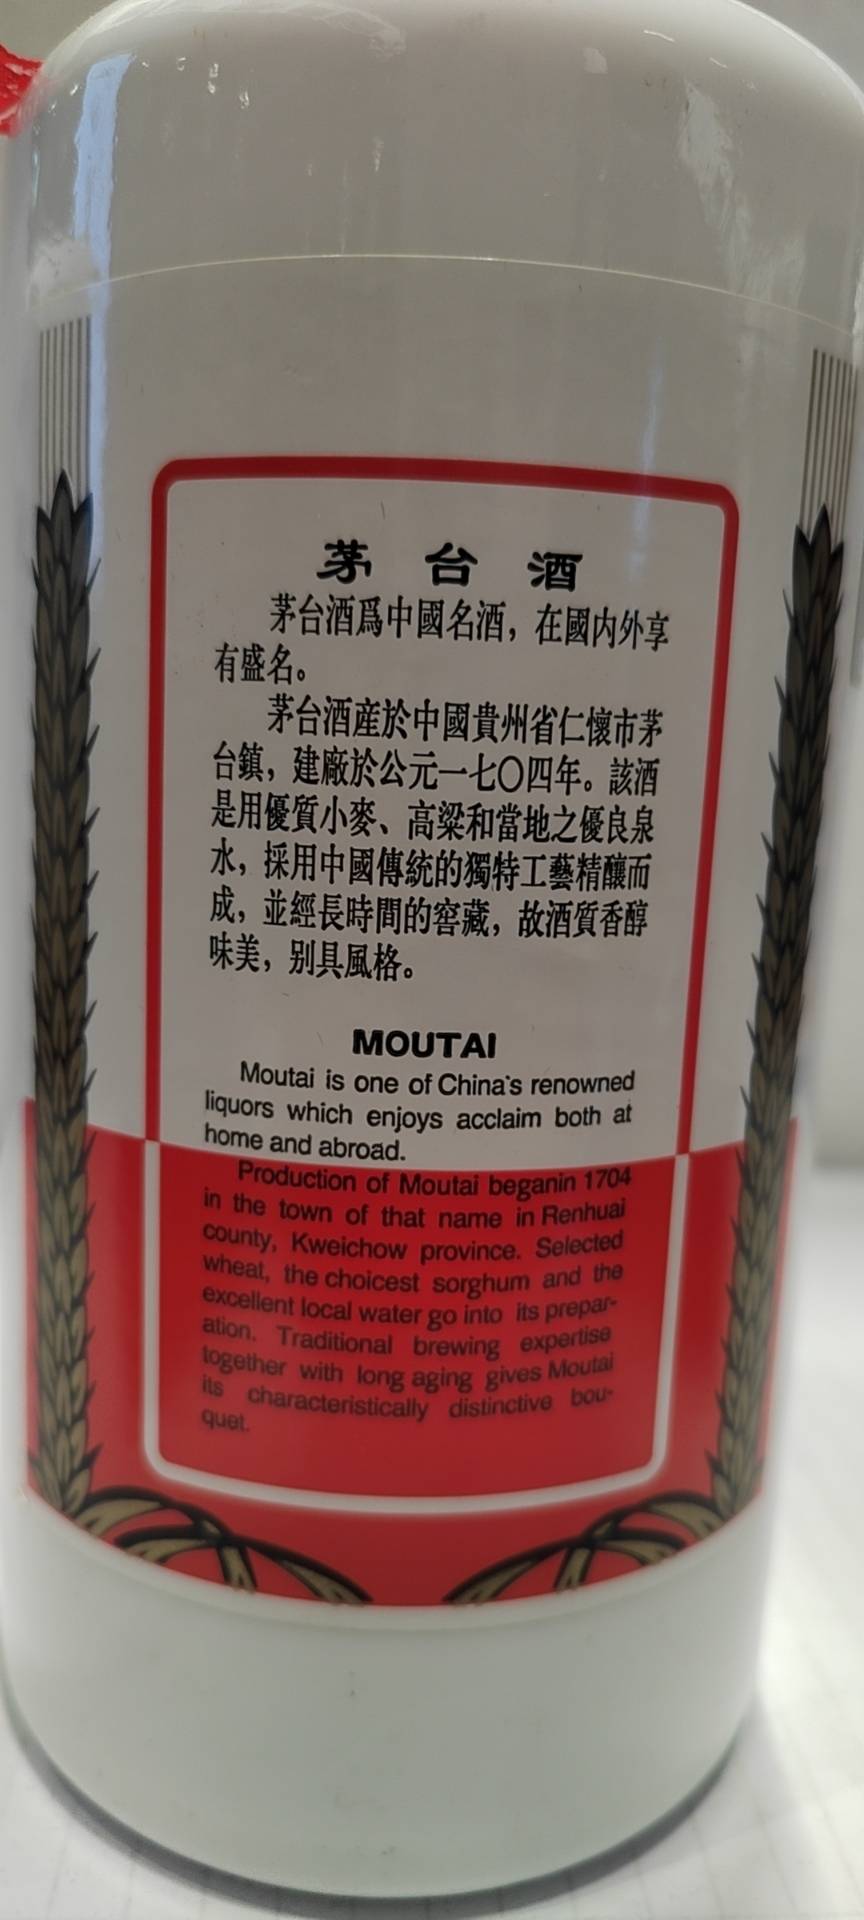 茅台酒
茅台酒爲中國名酒，在國内外享
有盛名。
茅台酒産於中國貴州省仁懷市茅
台鎮，建廠於公元一七〇四年。該酒
是用優質小麥、高粱和當地之優良泉
水，採用中國傳統的獨特工藝精釀而
成，並經長時間的窖藏，故酒質香醇
味美，别具風格。
MOUTAI
Moutai is one of China's renowned
liquors which enjoys acclaim both at
home and abroad.
Production of Moutai beganin 1704
in the town of that name in Renhuai
county, Kweichow province. Selected
wheat, the choicest sorghum and the
excellent local water go into its prepar-
ation. Traditional brewing expertise
together with long aging gives Moutai
its characteristically distinctive bou-
quet.